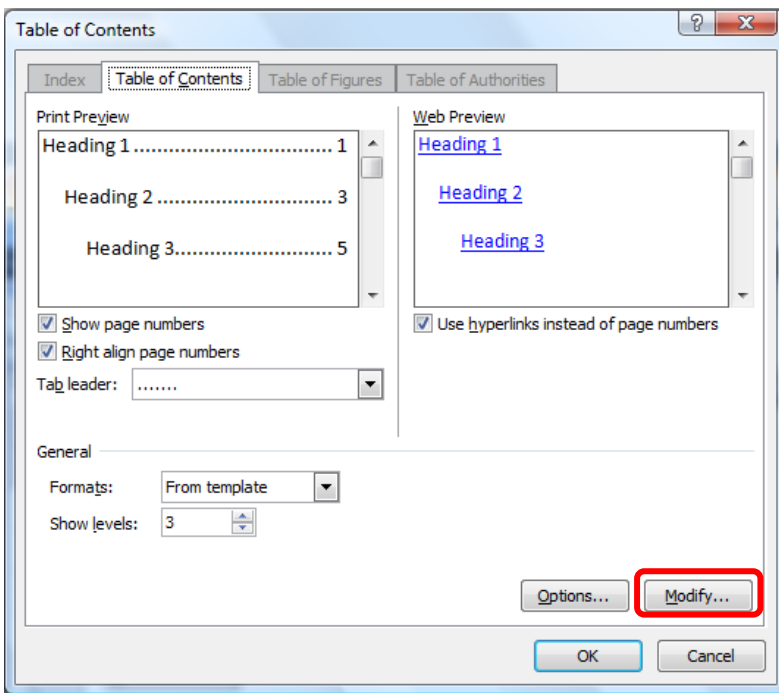 Table of Contents
Index Table of Contents Table of Figures Table of Authorities
Print Preview
Heading 1 ................................. 1
Heading 2 ............................. 3
Heading 3.......................... 5
Show page numbers
Right align page numbers
Tab leader: .......
Web Preview
Heading 1
Heading 2
Heading 3
Use hyperlinks instead of page numbers
General
Formats: From template
Show levels: 3
Options... Modify...
OK Cancel